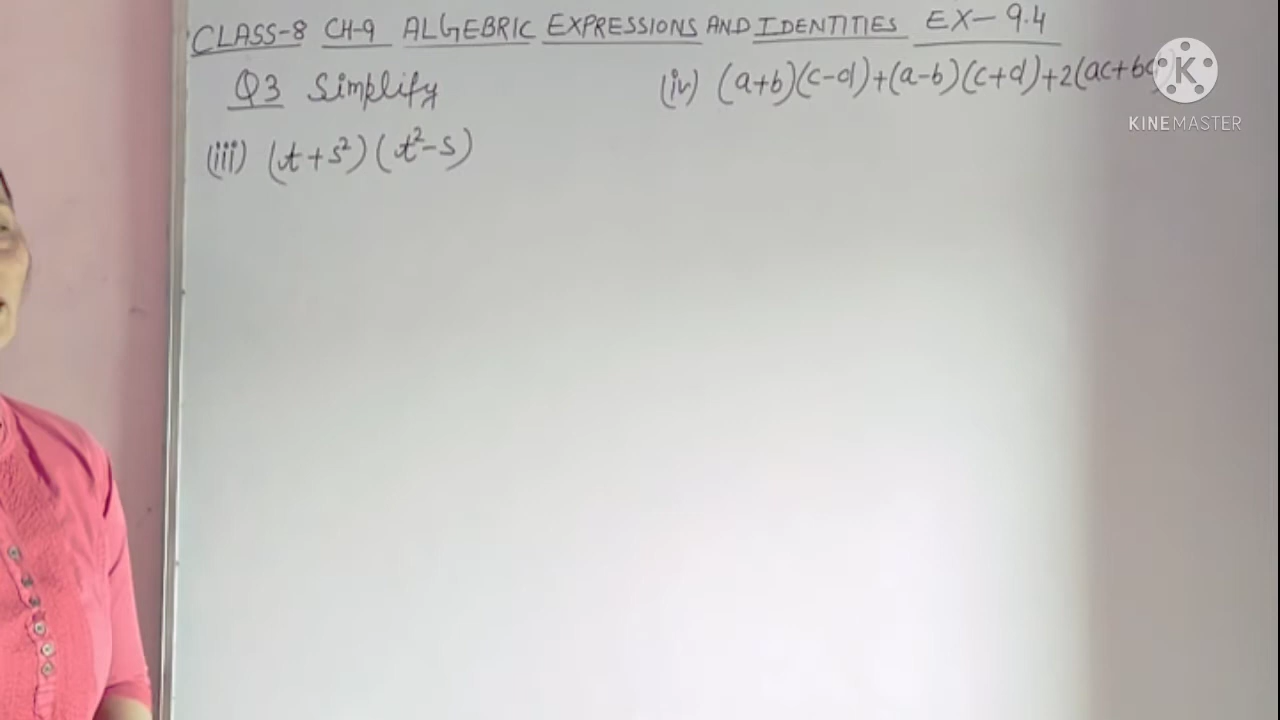 CLASS-8 CH-9 ALGEBRIC EXPRESSIONS AND IDENTITIES EX-9.4
Q3 Simplify
(iii) (t+s²)(t²-s)
(iv) (a+b)(c-d)+(a-b)(c+d)+2(ac+b
K
KINEMASTER